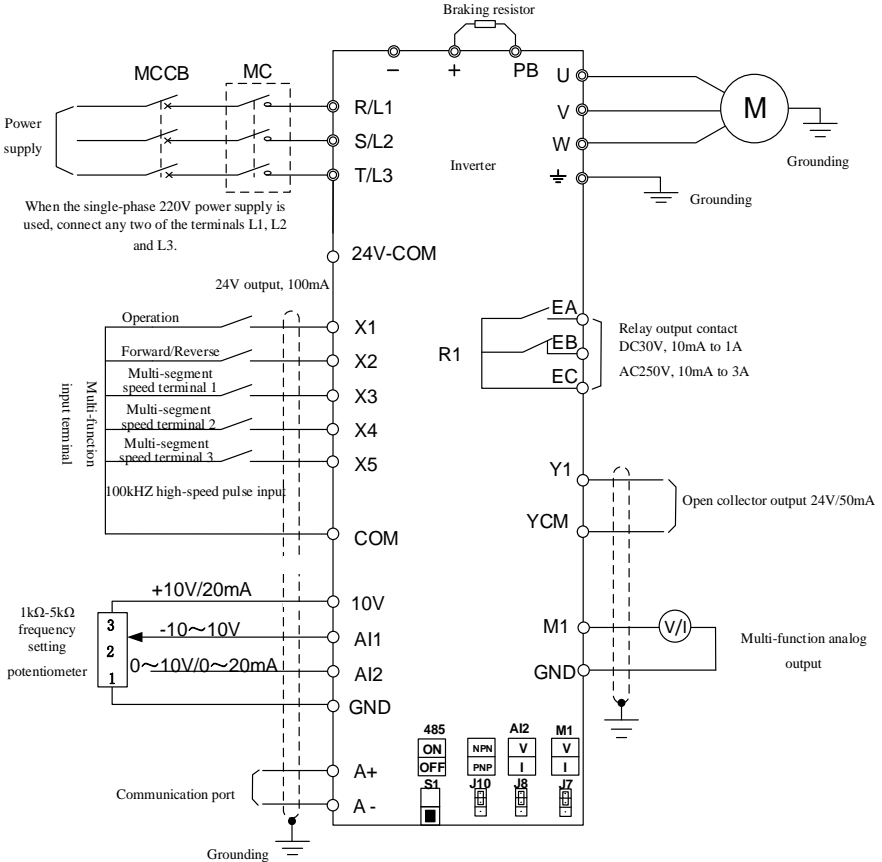 Braking resistor
MCCB
MC
−
+
PB
U
V
W
M
R/L1
S/L2
T/L3
Power
supply
Inverter
Grounding
Grounding
When the single-phase 220V power supply is
used, connect any two of the terminals L1, L2
and L3.
24V-COM
24V output, 100mA
Operation
X1
Forward/Reverse
X2
Multi-segment
speed terminal 1
X3
Multi-segment
speed terminal 2
X4
Multi-segment
speed terminal 3
X5
100kHZ high-speed pulse input
COM
Multi-function
input terminal
R1
EA
EB
EC
Relay output contact
DC30V, 10mA to 1A
AC250V, 10mA to 3A
Y1
YCM
Open collector output 24V/50mA
+10V/20mA
10V
-10～10V
AI1
0～10V/0～20mA
AI2
GND
1kΩ-5kΩ
frequency
setting
potentiometer
3
2
1
M1
GND
V/I
Multi-function analog
output
485
ON
OFF
S1
NPN
PNP
J10
AI2
V
I
J8
M1
V
I
J7
A+
A -
Communication port
Grounding